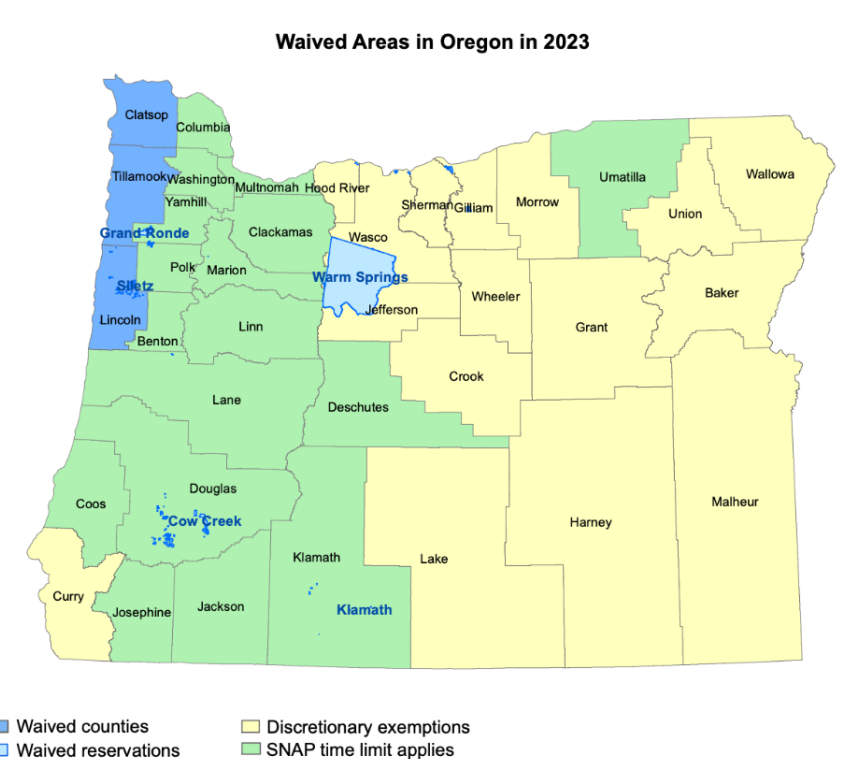 Waived Areas in Oregon in 2023
Clatsop
Columbia
Tillamook
Washington
Multnomah
Hood River
Yamhill
Sherman
Gilliam
Morrow
Umatilla
Wallowa
Union
Grand Ronde
Clackamas
Wasco
Polk
Marion
Warm Springs
Siletz
Jefferson
Wheeler
Baker
Lincoln
Benton
Linn
Grant
Crook
Lane
Deschutes
Douglas
Coos
Cow Creek
Malheur
Harney
Klamath
Lake
Curry
Josephine
Jackson
Klamath
Waived counties
Discretionary exemptions
Waived reservations
SNAP time limit applies